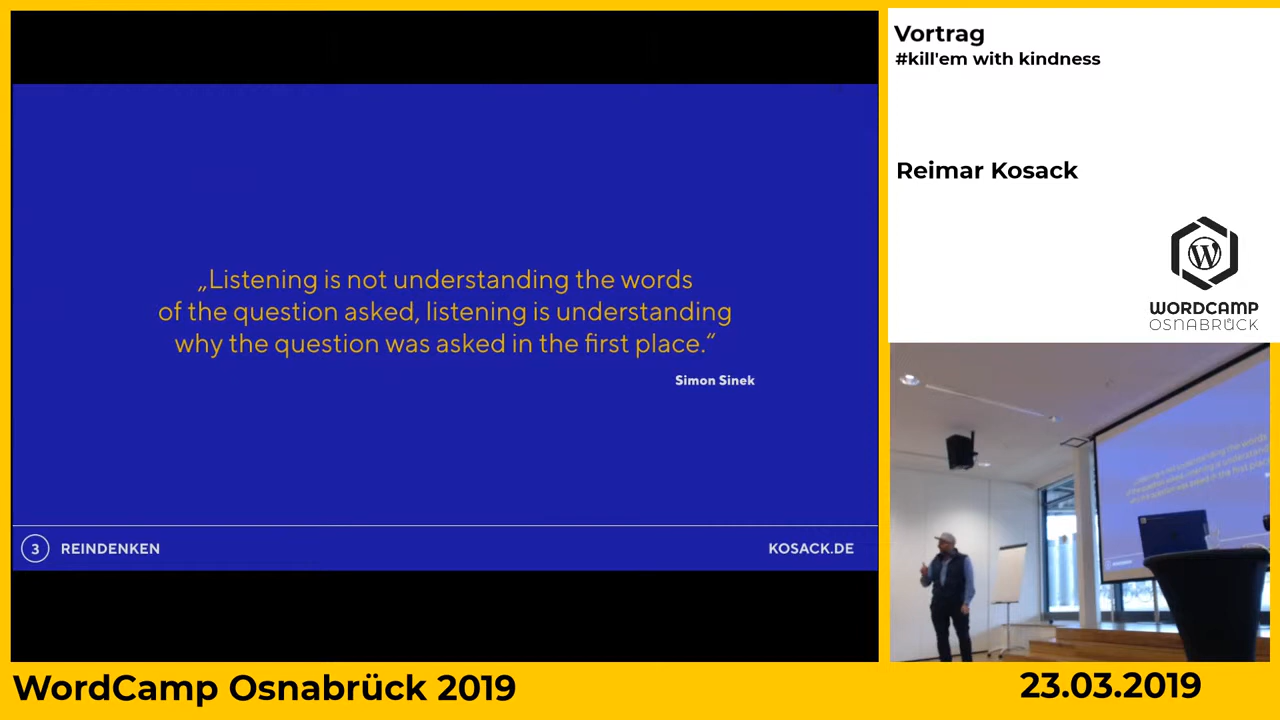 „Listening is not understanding the words
of the question asked, listening is understanding
why the question was asked in the first place.“
Simon Sinek
3 REINDENKEN
KOSACK.DE
Vortrag
#kill'em with kindness
Reimar Kosack
WORDCAMP
OSNABRÜCK
WordCamp Osnabrück 2019
23.03.2019